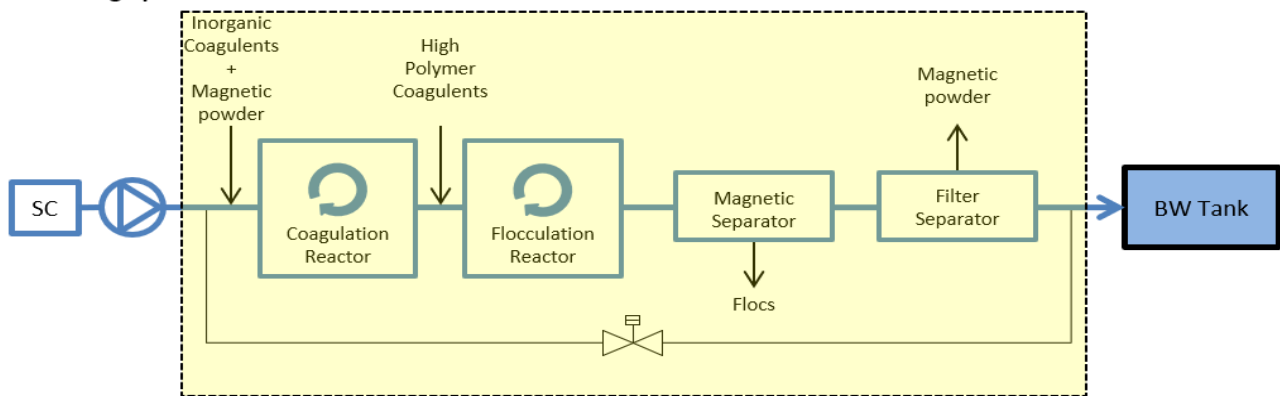 Inorganic
Coagulents
+
Magnetic
powder
High
Polymer
Coagulents
Magnetic
powder
SC
Coagulation
Reactor
Flocculation
Reactor
Magnetic
Separator
Filter
Separator
BW Tank
Flocs